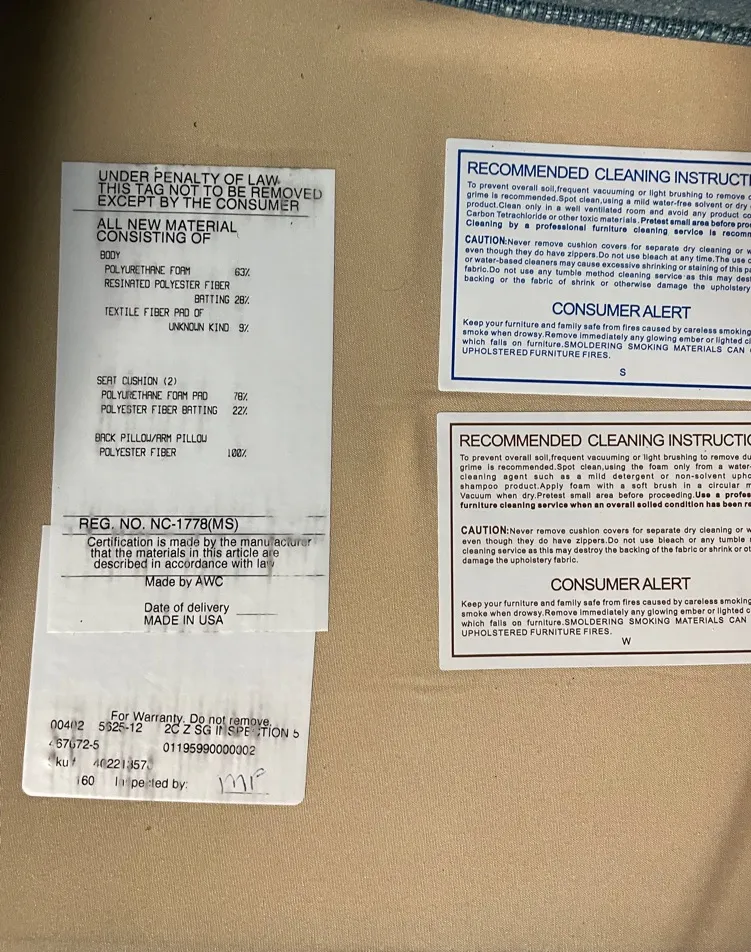 UNDER PENALTY OF LAW
THIS TAG NOT TO BE REMOVED
EXCEPT BY THE CONSUMER
ALL NEW MATERIAL
CONSISTING OF
BODY
POLYURETHANE FOAM 63%
RESINATED POLYESTER FIBER
BATTING 28%
TEXTILE FIBER PAD OF
UNKNOUN KIND 9%
SEAT CUSHION (2)
POLYURETHANE FOAM PAD 78%
POLYESTER FIBER BATTING 22%
BACK PILLOW/ARM PILLOW
POLYESTER FIBER 100%
REG. NO. NC-1778(MS)
Certification is made by the manufacturer
that the materials in this article are
described in accordance with law
Made by AWC
Date of delivery
MADE IN USA
For Warranty. Do not remove.
5625-12 2C Z SG INSPECTION 5
67672-5 01195990000002
Inspected by:
RECOMMENDED CLEANING
To prevent overall soil,frequent vacuuming or light brushing to remove
grime is recommended.Spot clean,using a mild water-free solvent or dry
product.Clean only in a well ventilated room and avoid any product
Carbon Tetrachloride or other toxic materials.Pretest small area before
Cleaning by a professional furniture cleaning service is
CAUTION:Never remove cushion covers for separate dry cleaning or
even though they do have zippers.Do not use bleach at any time.The use
or water-based cleaners may cause excessive shrinking or staining of this
fabric.Do not use any tumble method cleaning service as this may
backing or the fabric of shrink or otherwise damage the upholstery
CONSUMER ALERT
Keep your furniture and family safe from fires caused by careless smoking
smoke when drowsy.Remove immediately any glowing ember or lighted
which falls on furniture.SMOLDERING SMOKING MATERIALS CAN
UPHOLSTERED FURNITURE FIRES.
S
RECOMMENDED CLEANING
To prevent overall soil,frequent vacuuming or light brushing to remove
grime is recommended.Spot clean,using the foam only from a
cleaning agent such as a mild detergent or non-solvent
shampoo product.Apply foam with a soft brush in a circular
Vacuum when dry.Pretest small area before proceeding.Use a
furniture cleaning service when an overall soiled condition has been
CAUTION:Never remove cushion covers for separate dry cleaning or
even though they do have zippers.Do not use bleach or any tumble
cleaning service as this may destroy the backing of the fabric or shrink or
damage the upholstery fabric.
CONSUMER ALERT
Keep your furniture and family safe from fires caused by careless smoking
smoke when drowsy.Remove immediately any glowing ember or lighted
which falls on furniture.SMOLDERING SMOKING MATERIALS CAN
UPHOLSTERED FURNITURE FIRES.
W